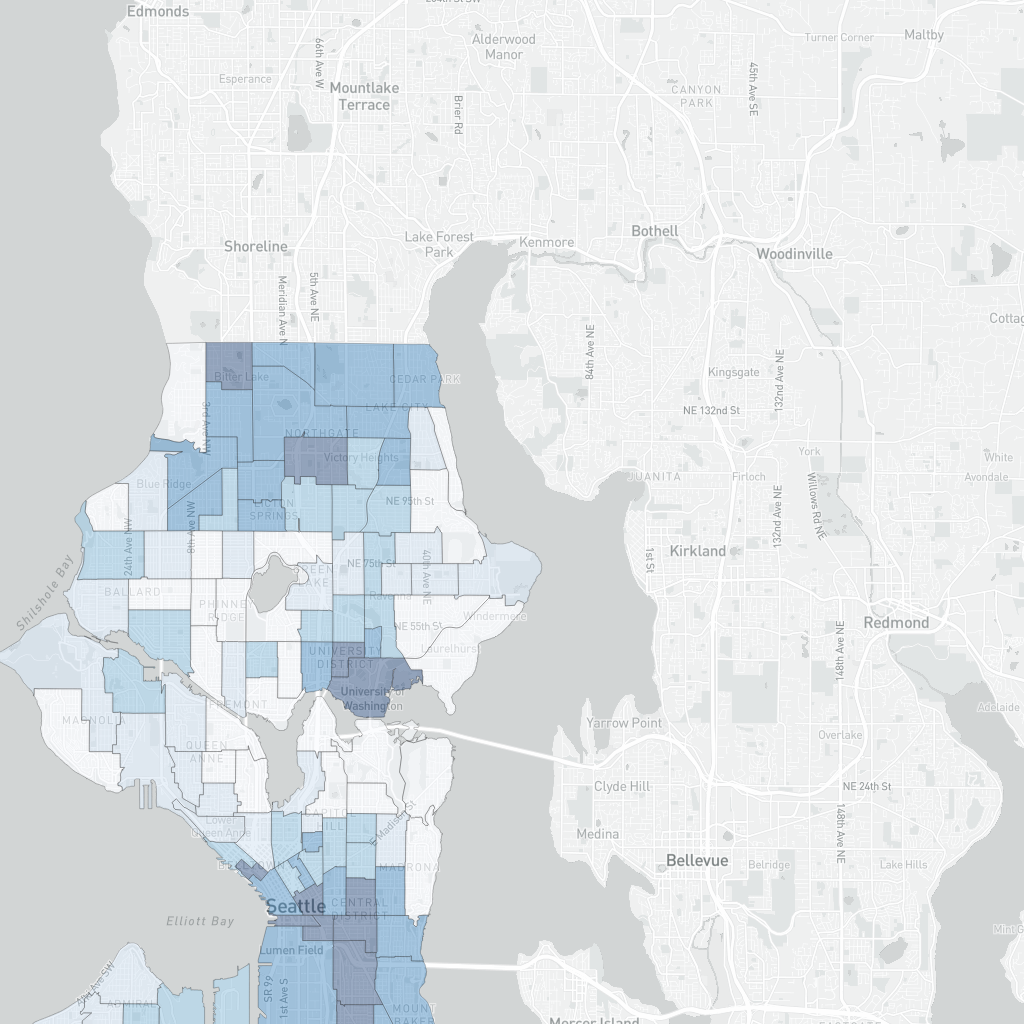 Edmonds
Alderwood
Manor
Turner Corner
Maltby
66th Ave W
Esperance
Mountlake
Terrace
Brier Rd
CANYON
PARK
45th Ave SE
Shoreline
Lake Forest
Park
Kenmore
Bothell
Woodinville
Meridian Ave N
5th Ave NE
84th Ave NE
Cottag
Kingsgate
132nd Ave NE
Bitter Lake
CEDAR PARK
LAKE CITY
3rd Ave NW
NE 132nd St
NORTHGATE
Victory Heights
York
White
Blue Ridge
JUANITA
Firloch
Avondale
NE 95th St
LICTON
SPRINGS
8th Ave NW
24th Ave NW
132nd Ave NE
Willows Rd NE
Kirkland
1st St
Shilshole Bay
NE 75th St
40th Ave NE
GREEN
LAKE
BALLARD
PHINNEY
RIDGE
Ravenna
Windermere
NE 55th St
Redmond
Laurelhurst
UNIVERSITY
DISTRICT
148th Ave NE
University of
Washington
FREMONT
MAGNOLIA
Adelaide
Yarrow Point
Overlake
QUEEN
ANNE
Clyde Hill
NE 24th St
CAPITOL
HILL
E Madison St
Lower
Queen Anne
Medina
148th Ave NE
BELLTOWN
MADRONA
Bellevue
Belridge
Lake Hills
Seattle
CENTRAL
DISTRICT
Elliott Bay
Mint G
Lumen Field
SR 99
1st Ave S
ADMIRAL
MOUNT
BAKER
Mercer Island